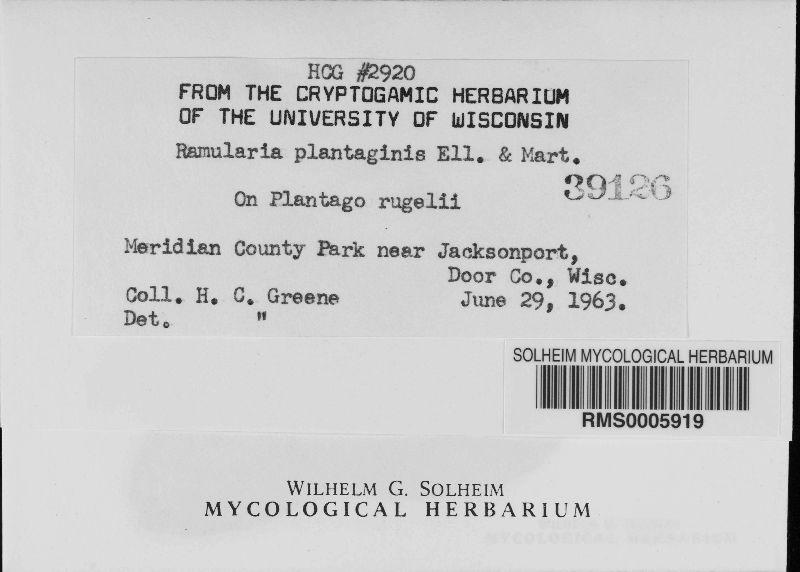 HCG #2920
FROM THE CRYPTOGAMIC HERBARIUM
OF THE UNIVERSITY OF WISCONSIN
Ramularia plantaginis Ell. & Mart.
39126
On Plantago rugelii
Meridian County Park near Jacksonport,
Door Co., Wisc.
Coll. H. C. Greene June 29, 1963.
Det. "
SOLHEIM MYCOLOGICAL HERBARIUM
RMS0005919
WILHELM G. SOLHEIM
MYCOLOGICAL HERBARIUM
MYCOLOGICAL HERBARIUM